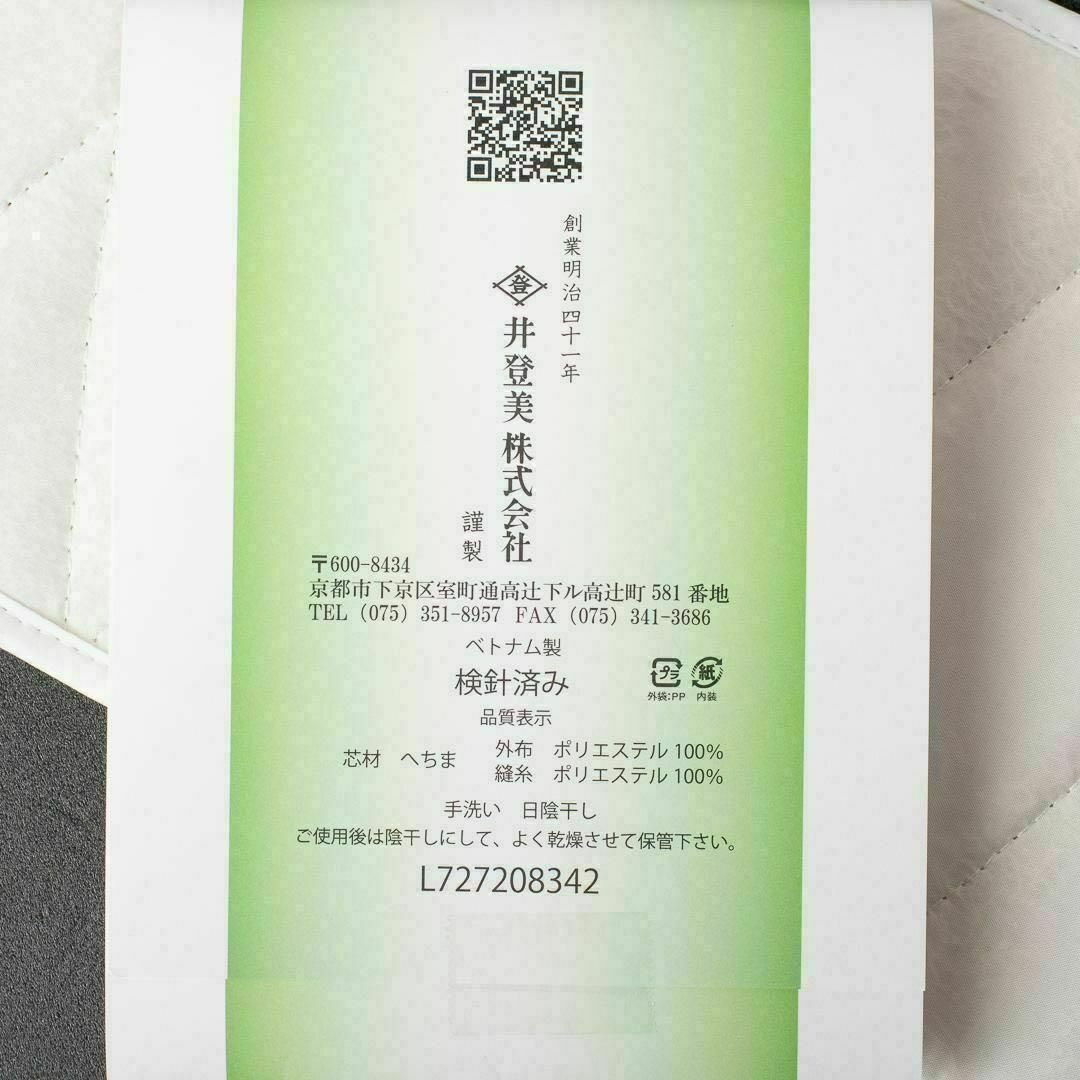 創業明治四十一年
登
井登美株式会社
謹製
〒600-8434
京都市下京区室町通高辻下ル高辻町 581 番地
TEL (075) 351-8957 FAX (075) 341-3686
ベトナム製
検針済み
プラ 紙
外袋:PP 内装
品質表示
芯材 へちま
外布 ポリエステル 100%
縫糸 ポリエステル 100%
手洗い 日陰干し
ご使用後は陰干しにして、よく乾燥させて保管下さい。
L727208342